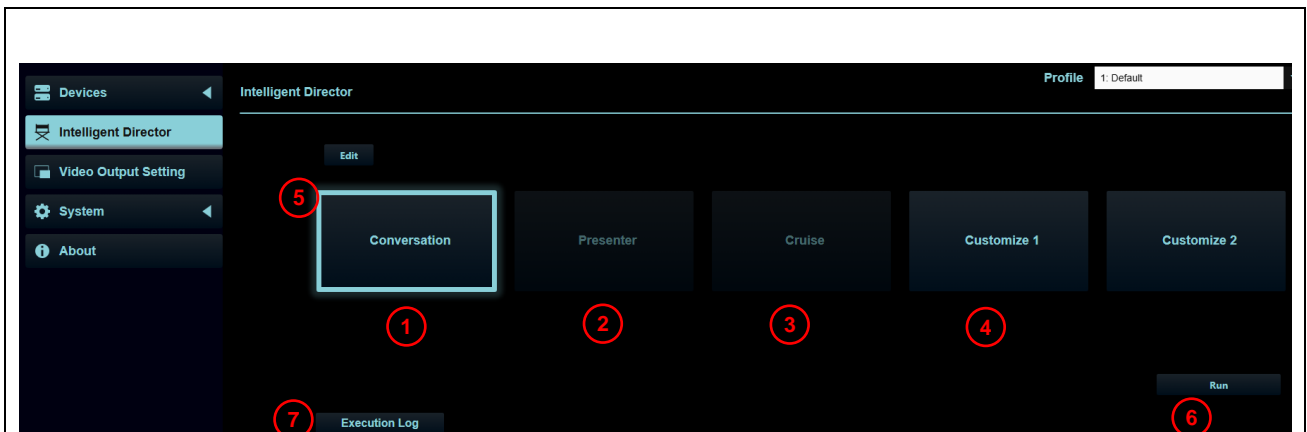 Profile 1: Default
Devices
Intelligent Director
Intelligent Director
Video Output Setting
System
About
Edit
5
Conversation
Presenter
Cruise
Customize 1
Customize 2
1
2
3
4
Run
6
7
Execution Log